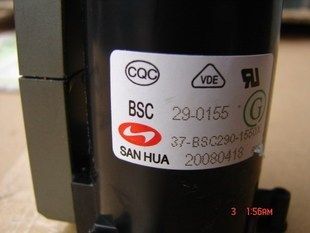 CQC
VDE
BSC 29-0155
G
SAN HUA
20080418
3 1:56AM